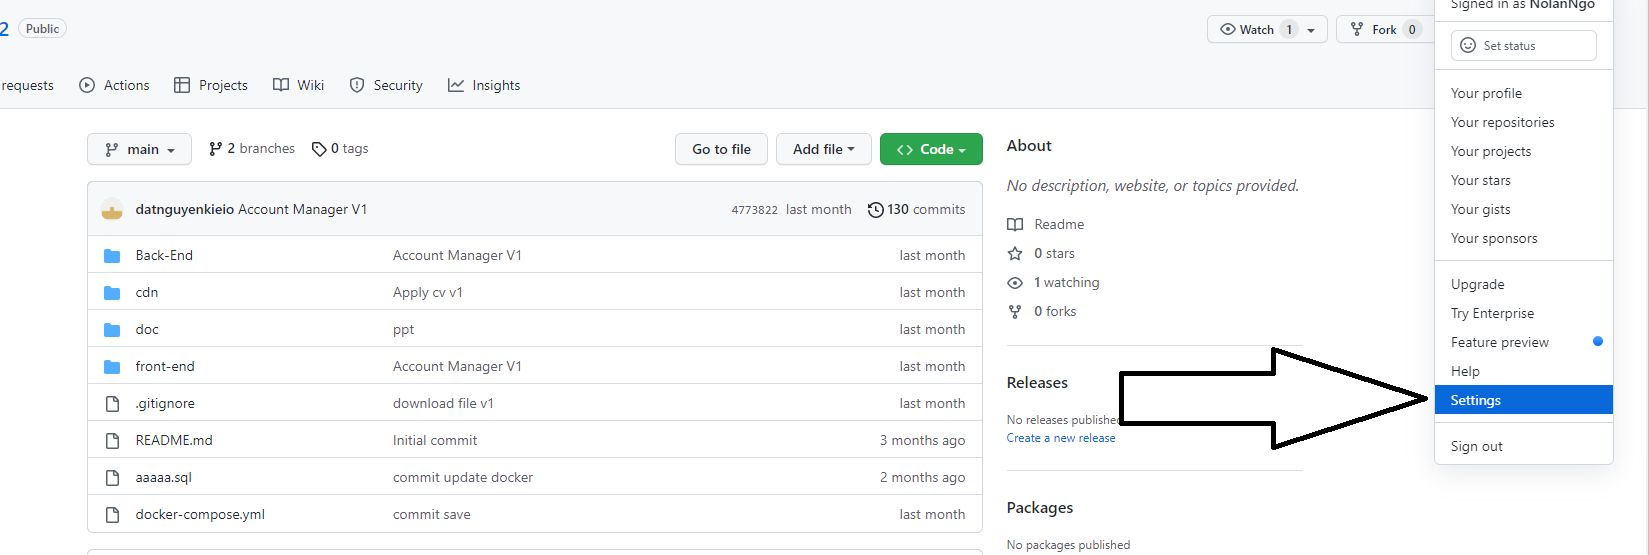 2 Public
Watch 1
Fork 0
requests Actions Projects Wiki Security Insights
main 2 branches 0 tags
Go to file Add file Code
datnguyenkieio Account Manager V1 4773822 last month 130 commits
Back-End Account Manager V1 last month
cdn Apply cv v1 last month
doc ppt last month
front-end Account Manager V1 last month
.gitignore download file v1 last month
README.md Initial commit 3 months ago
aaaaa.sql commit update docker 2 months ago
docker-compose.yml commit save last month
About
No description, website, or topics provided.
Readme
0 stars
1 watching
0 forks
Releases
No releases published
Create a new release
Packages
No packages published
Signed in as NolanNgo
Set status
Your profile
Your repositories
Your projects
Your stars
Your gists
Your sponsors
Upgrade
Try Enterprise
Feature preview
Help
Settings
Sign out